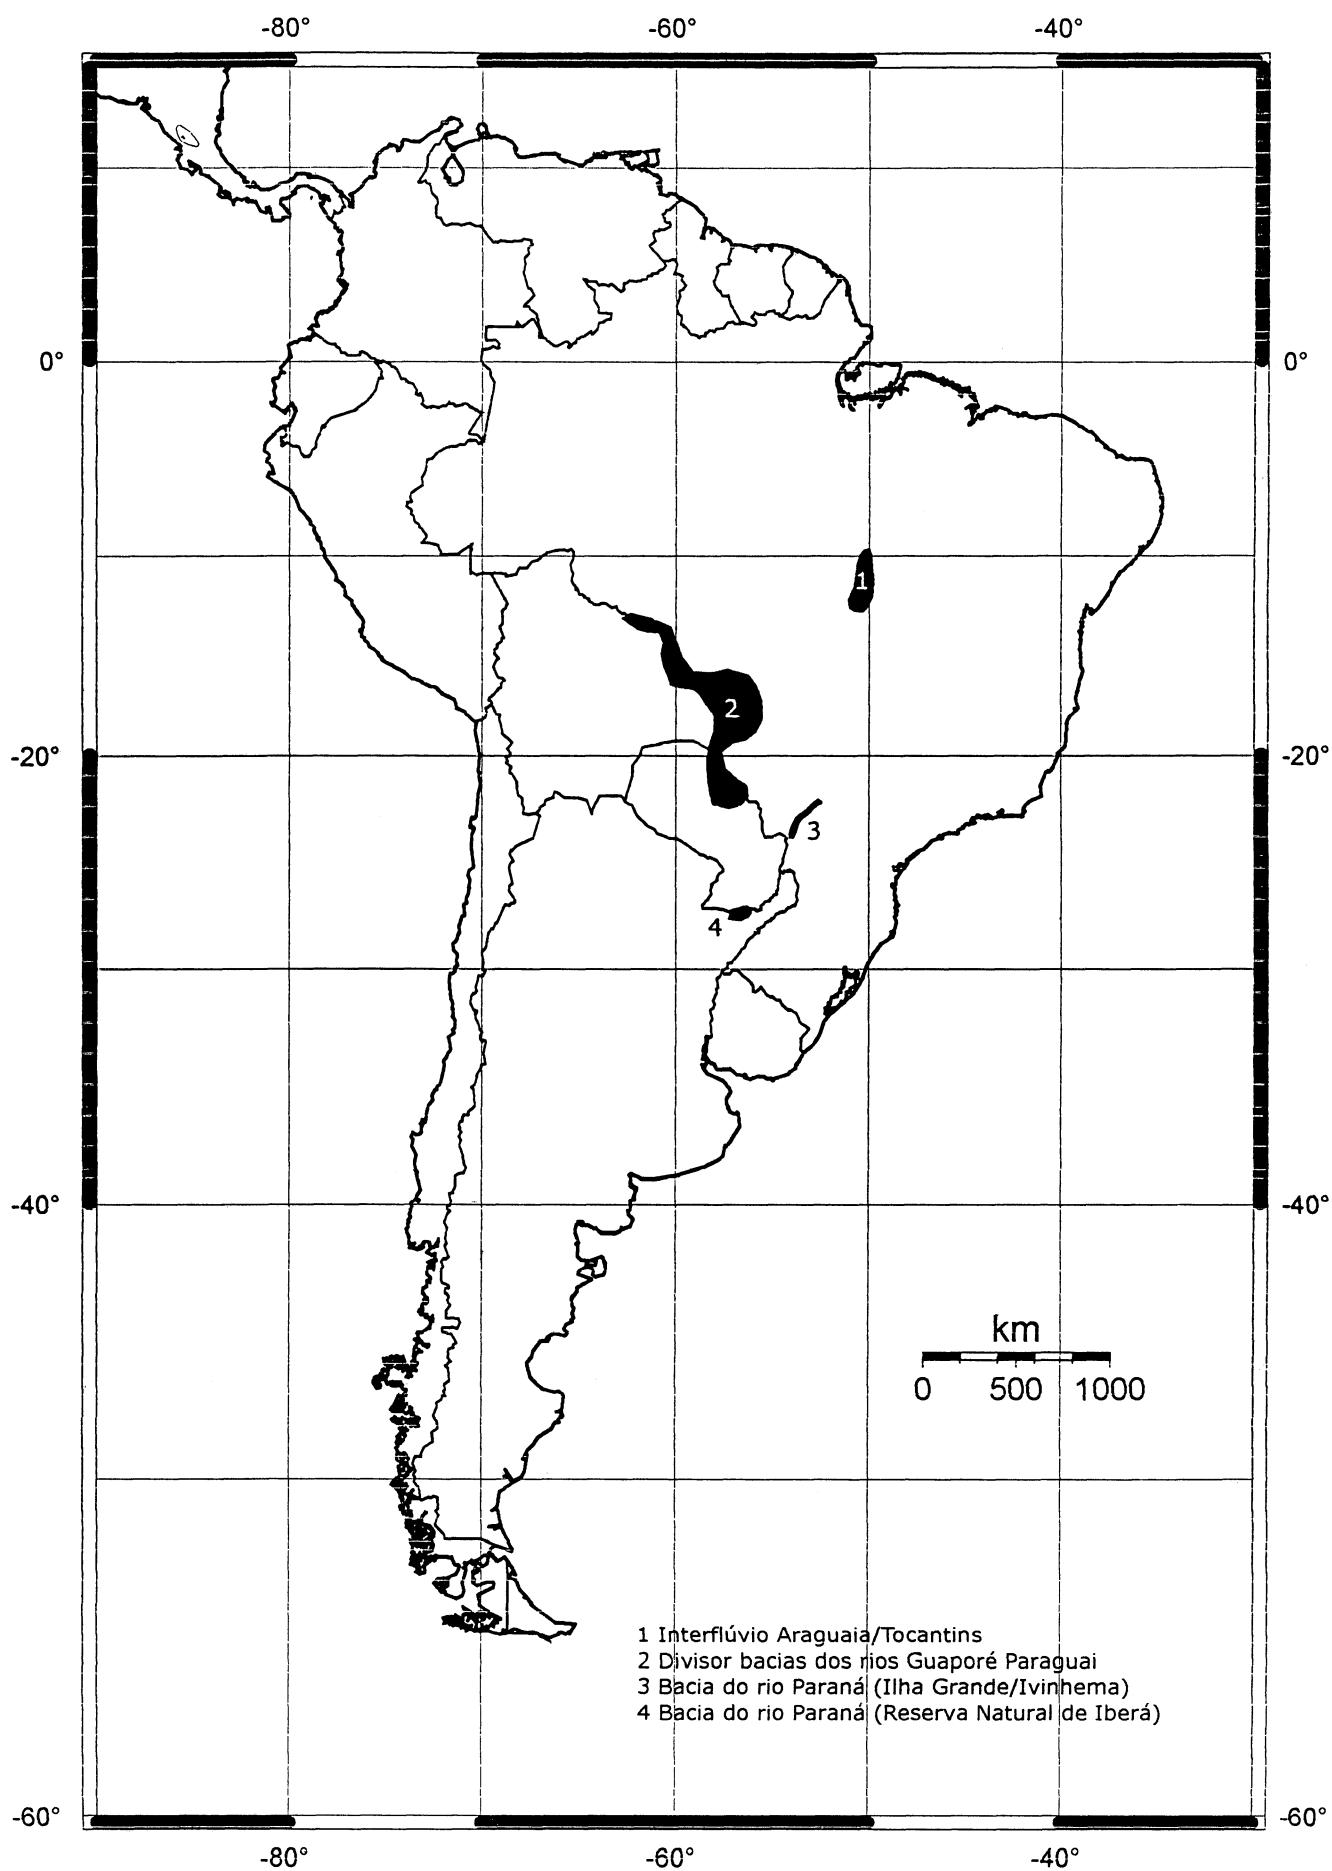 -80° -60° -40°
0° 0°
1
2
-20° -20°
3
4
-40° -40°
km
0 500 1000
1 Interflúvio Araguaia/Tocantins
2 Divisor bacias dos rios Guaporé Paraguai
3 Bacia do rio Paraná (Ilha Grande/Ivinhema)
4 Bacia do rio Paraná (Reserva Natural de Iberá)
-60° -60°
-80° -60° -40°